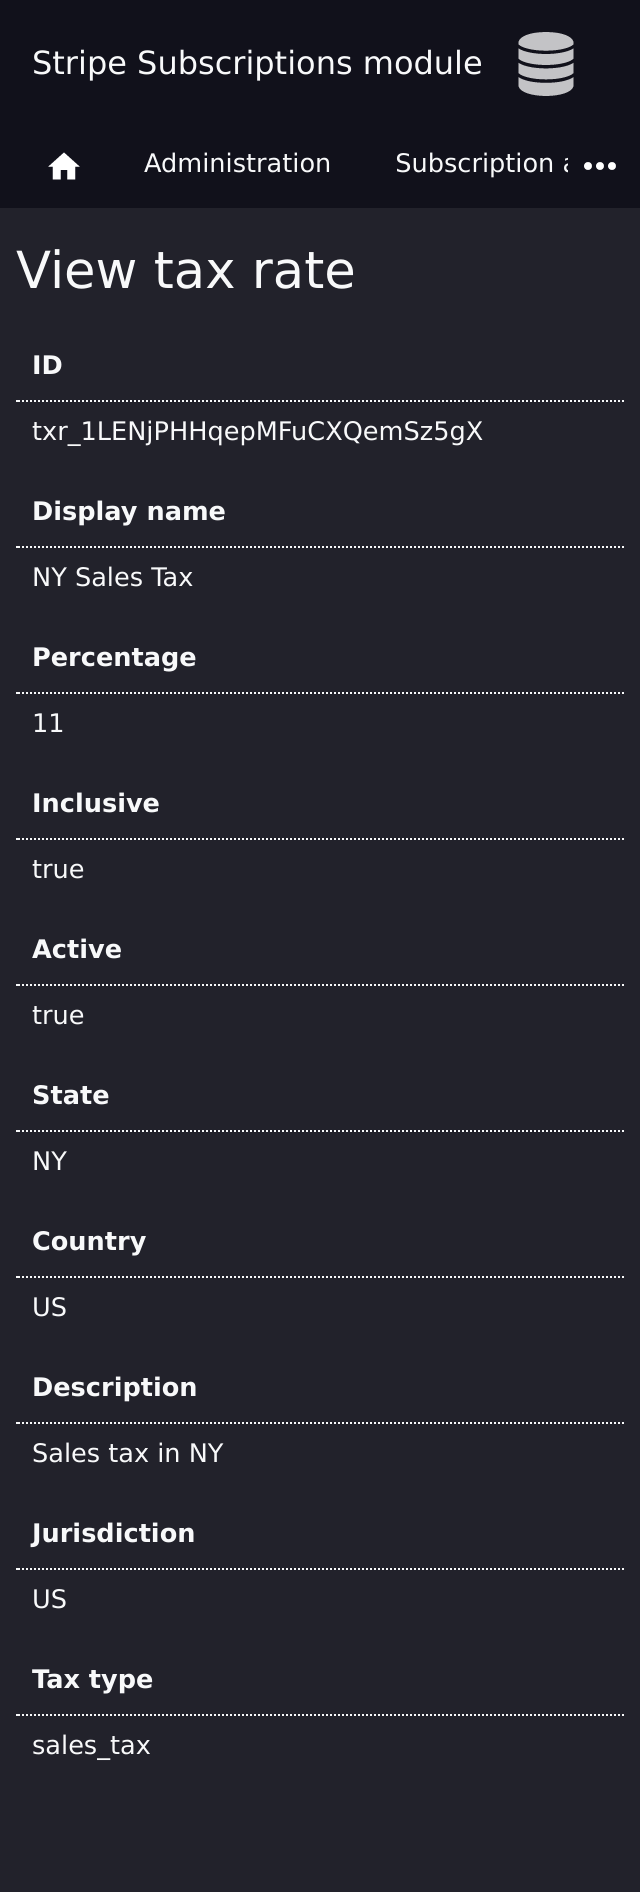 Stripe Subscriptions module
Administration
Subscription
View tax rate
ID
txr_1LENjPHHqepMFuCXQemSz5gX
Display name
NY Sales Tax
Percentage
11
Inclusive
true
Active
true
State
NY
Country
US
Description
Sales tax in NY
Jurisdiction
US
Tax type
sales_tax